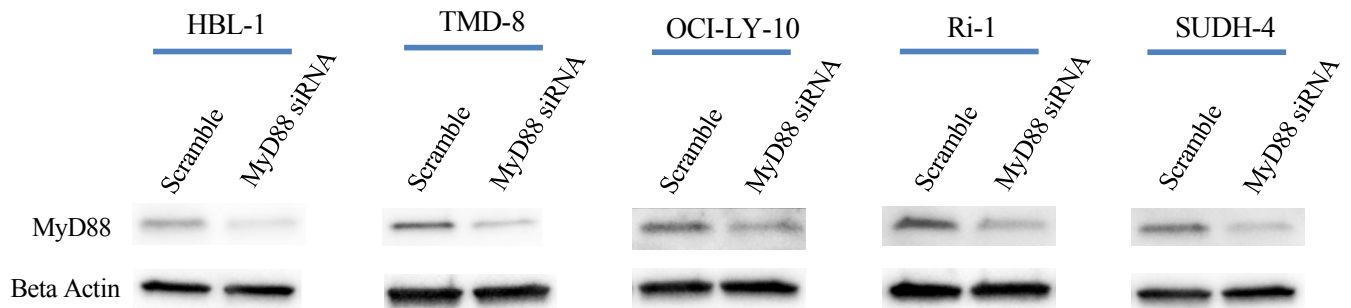 HBL-1
TMD-8
OCI-LY-10
Ri-1
SUDH-4
Scramble
MyD88 siRNA
Scramble
MyD88 siRNA
Scramble
MyD88 siRNA
Scramble
MyD88 siRNA
Scramble
MyD88 siRNA
MyD88
Beta Actin